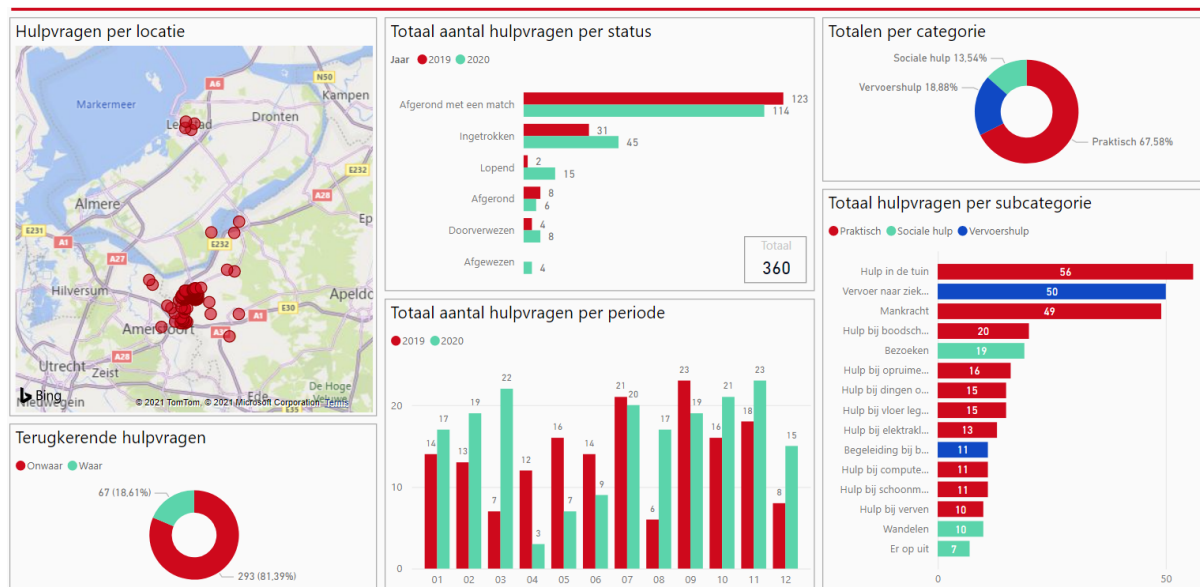 Hulpvragen per locatie
A6
N50
Kampen
Markermeer
Dronten
E232
A28
Almere
E231
A1
E232
A27
Hilversum
Apeldo
E30
A1
Utrecht
Zeist
A28
De Hoge
Ede
Veluwe
Nieuwegein
E35
Bing
© 2021 TomTom, © 2021 Microsoft Corporation Terms
Terugkerende hulpvragen
Onwaar Waar
67 (18,61%)
293 (81,39%)
Totaal aantal hulpvragen per status
Jaar 2019 2020
Afgerond met een match 123
114
Ingetrokken 31
45
Lopend 2
15
Afgerond 8
6
Doorverwezen 4
8
Afgewezen 4
Totaal
360
Totaal aantal hulpvragen per periode
2019 2020
20
10
0
14 17 13 19 7 22 12 3 16 7 14 9 21 20 6 17 23 19 16 21 18 23 8 15
01 02 03 04 05 06 07 08 09 10 11 12
Totalen per categorie
Sociale hulp 13,54%
Vervoershulp 18,88%
Praktisch 67,58%
Totaal hulpvragen per subcategorie
Praktisch Sociale hulp Vervoershulp
Hulp in de tuin 56
Vervoer naar ziek... 50
Mankracht 49
Hulp bij boodsch... 20
Bezoeken 19
Hulp bij opruime... 16
Hulp bij dingen o... 15
Hulp bij vloer leg... 15
Hulp bij elektrakl... 13
Begeleiding bij b... 11
Hulp bij compute... 11
Hulp bij schoonm... 11
Hulp bij verven 10
Wandelen 10
Er op uit 7
0 50